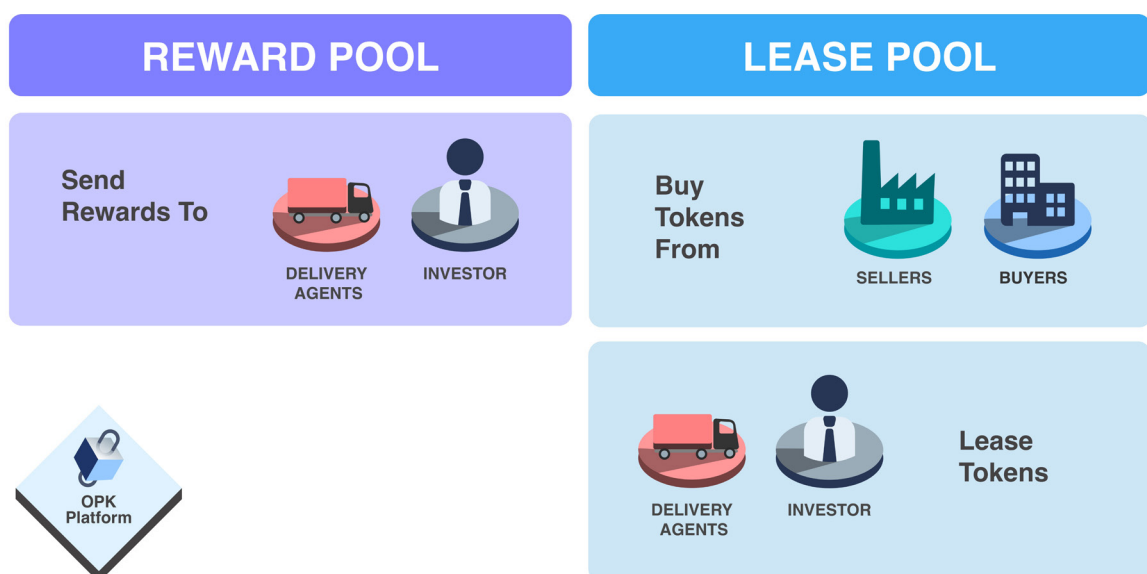 REWARD POOL
Send
Rewards To
DELIVERY
AGENTS
INVESTOR
LEASE POOL
Buy
Tokens
From
SELLERS
BUYERS
DELIVERY
AGENTS
INVESTOR
Lease
Tokens
OPK
Platform